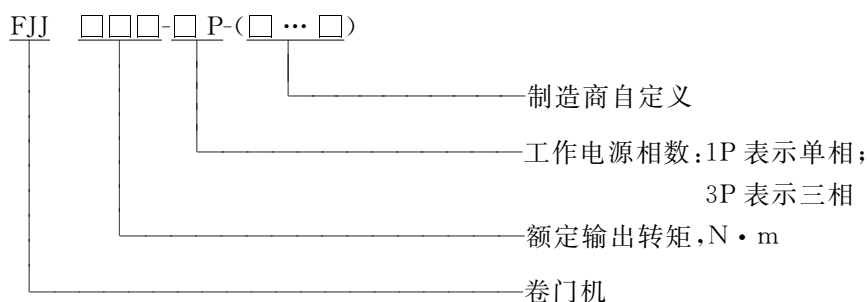 FJJ □□□-□ P-(□ … □)
制造商自定义
工作电源相数:1P 表示单相;
3P 表示三相
额定输出转矩,N·m
卷门机